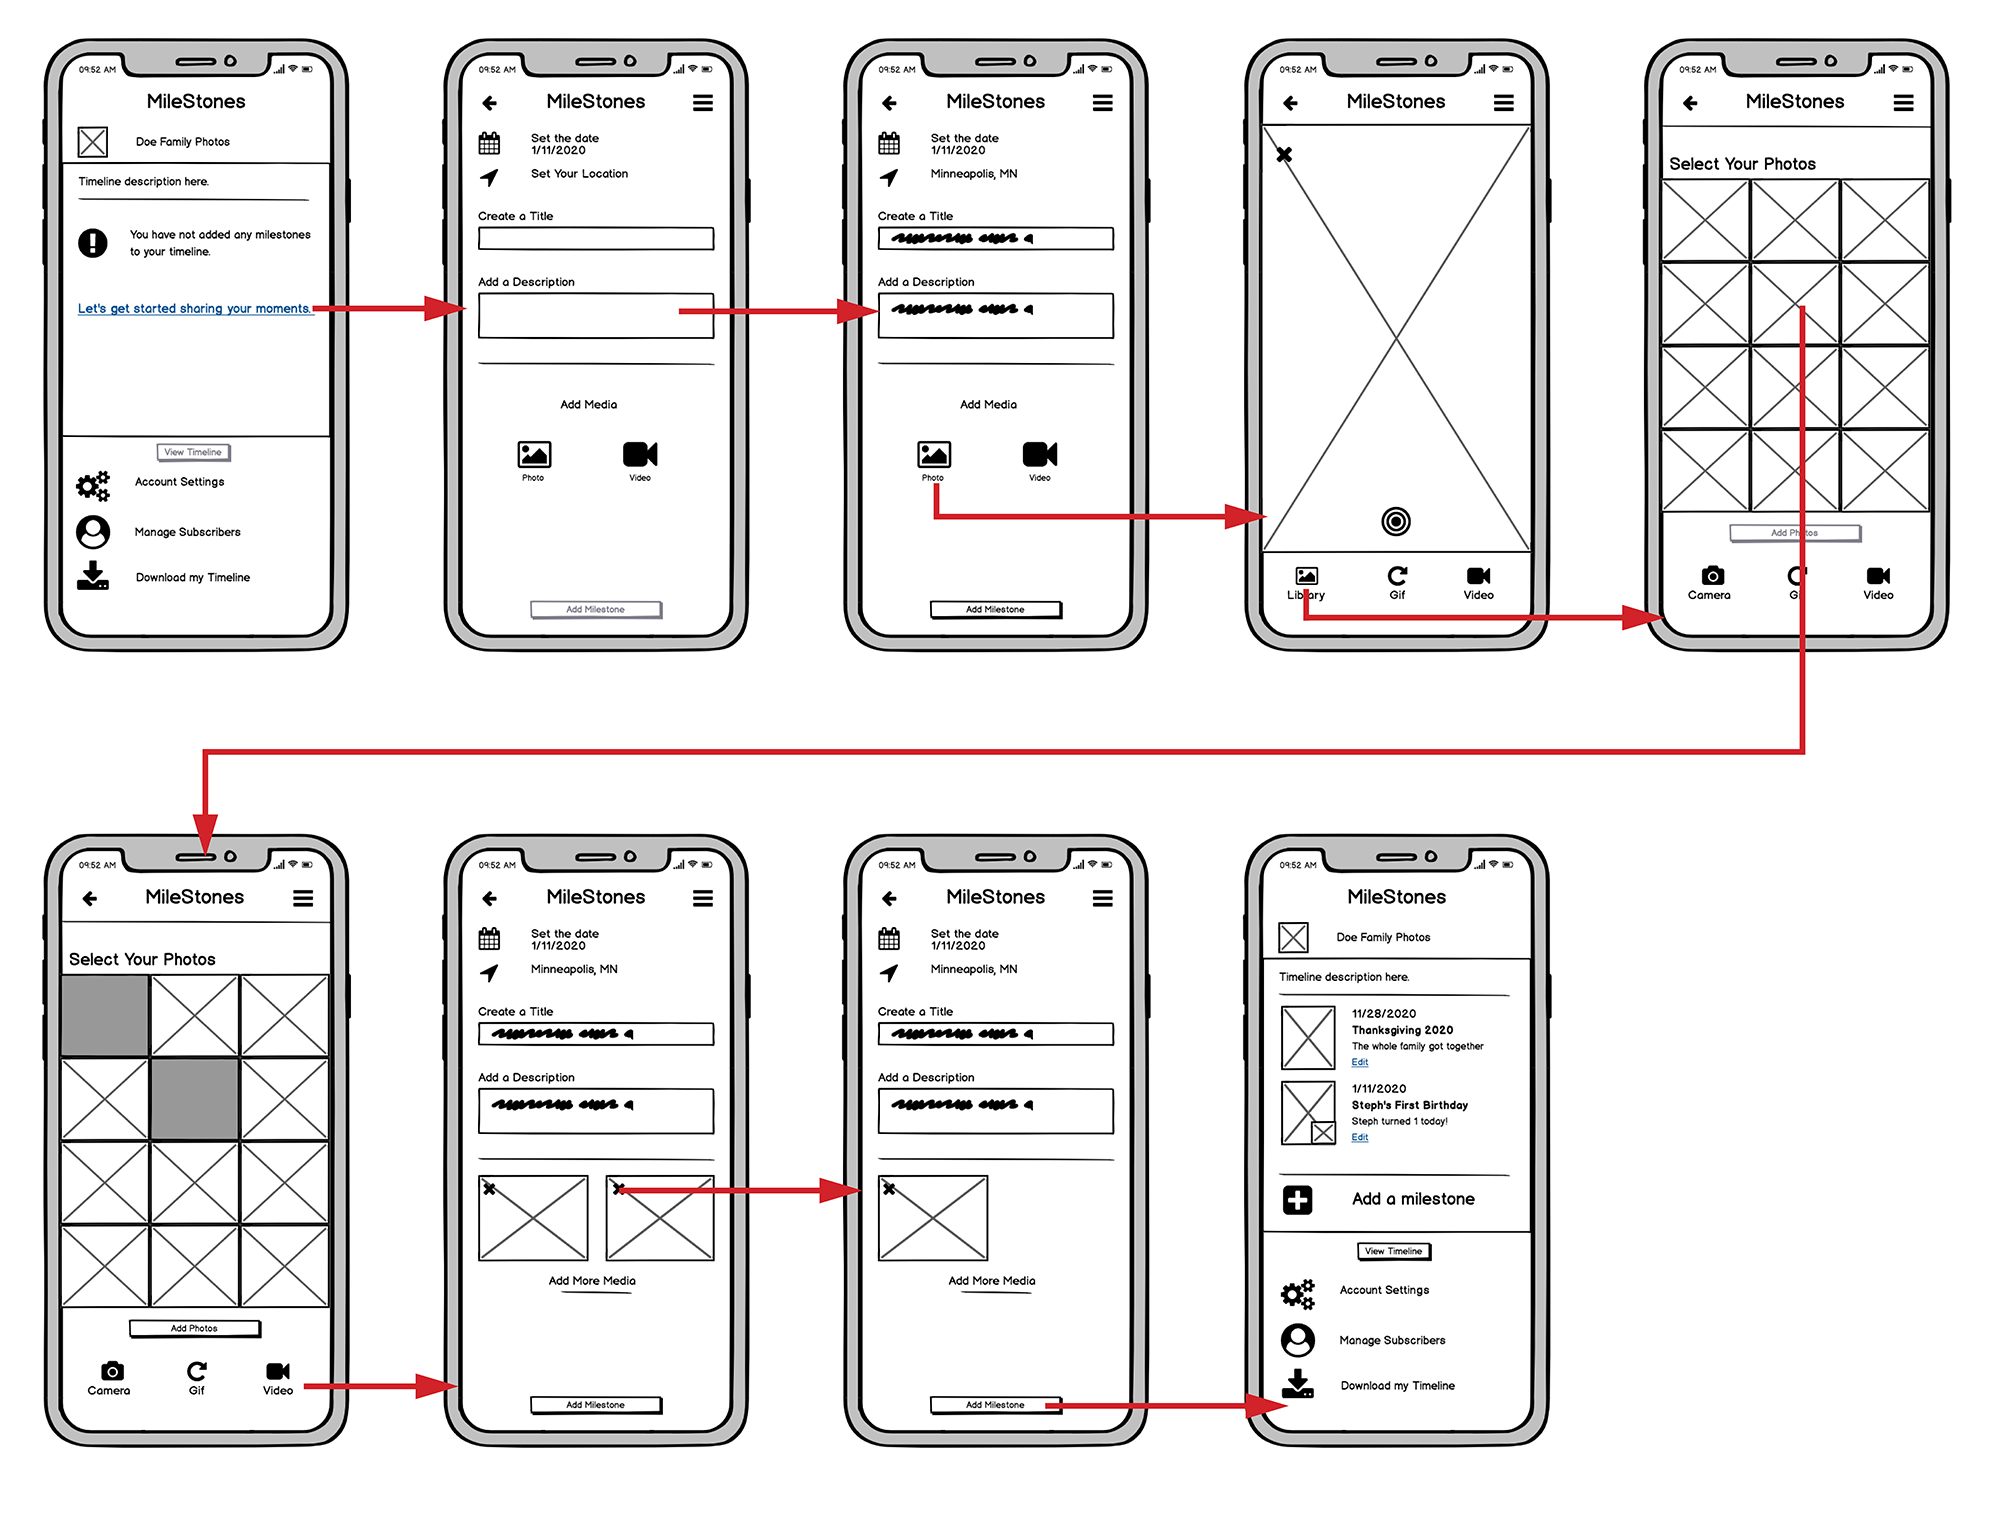 09:52 AM
MileStones
Doe Family Photos
Timeline description here.
You have not added any milestones
to your timeline.
Let's get started sharing your moments.
View Timeline
Account Settings
Manage Subscribers
Download my Timeline
09:52 AM
MileStones
Set the date
1/11/2020
Set Your Location
Create a Title
Add a Description
Add Media
Photo
Video
Add Milestone
09:52 AM
MileStones
Set the date
1/11/2020
Minneapolis, MN
Create a Title
Add a Description
Add Media
Photo
Video
Add Milestone
09:52 AM
MileStones
Library
Gif
Video
09:52 AM
MileStones
Select Your Photos
Add Photos
Camera
Gif
Video
09:52 AM
MileStones
Select Your Photos
Add Photos
Camera
Gif
Video
09:52 AM
MileStones
Set the date
1/11/2020
Minneapolis, MN
Create a Title
Add a Description
Add More Media
Add Milestone
09:52 AM
MileStones
Set the date
1/11/2020
Minneapolis, MN
Create a Title
Add a Description
Add More Media
Add Milestone
09:52 AM
MileStones
Doe Family Photos
Timeline description here.
11/28/2020
Thanksgiving 2020
The whole family got together
Edit
1/11/2020
Steph's First Birthday
Steph turned 1 today!
Edit
Add a milestone
View Timeline
Account Settings
Manage Subscribers
Download my Timeline